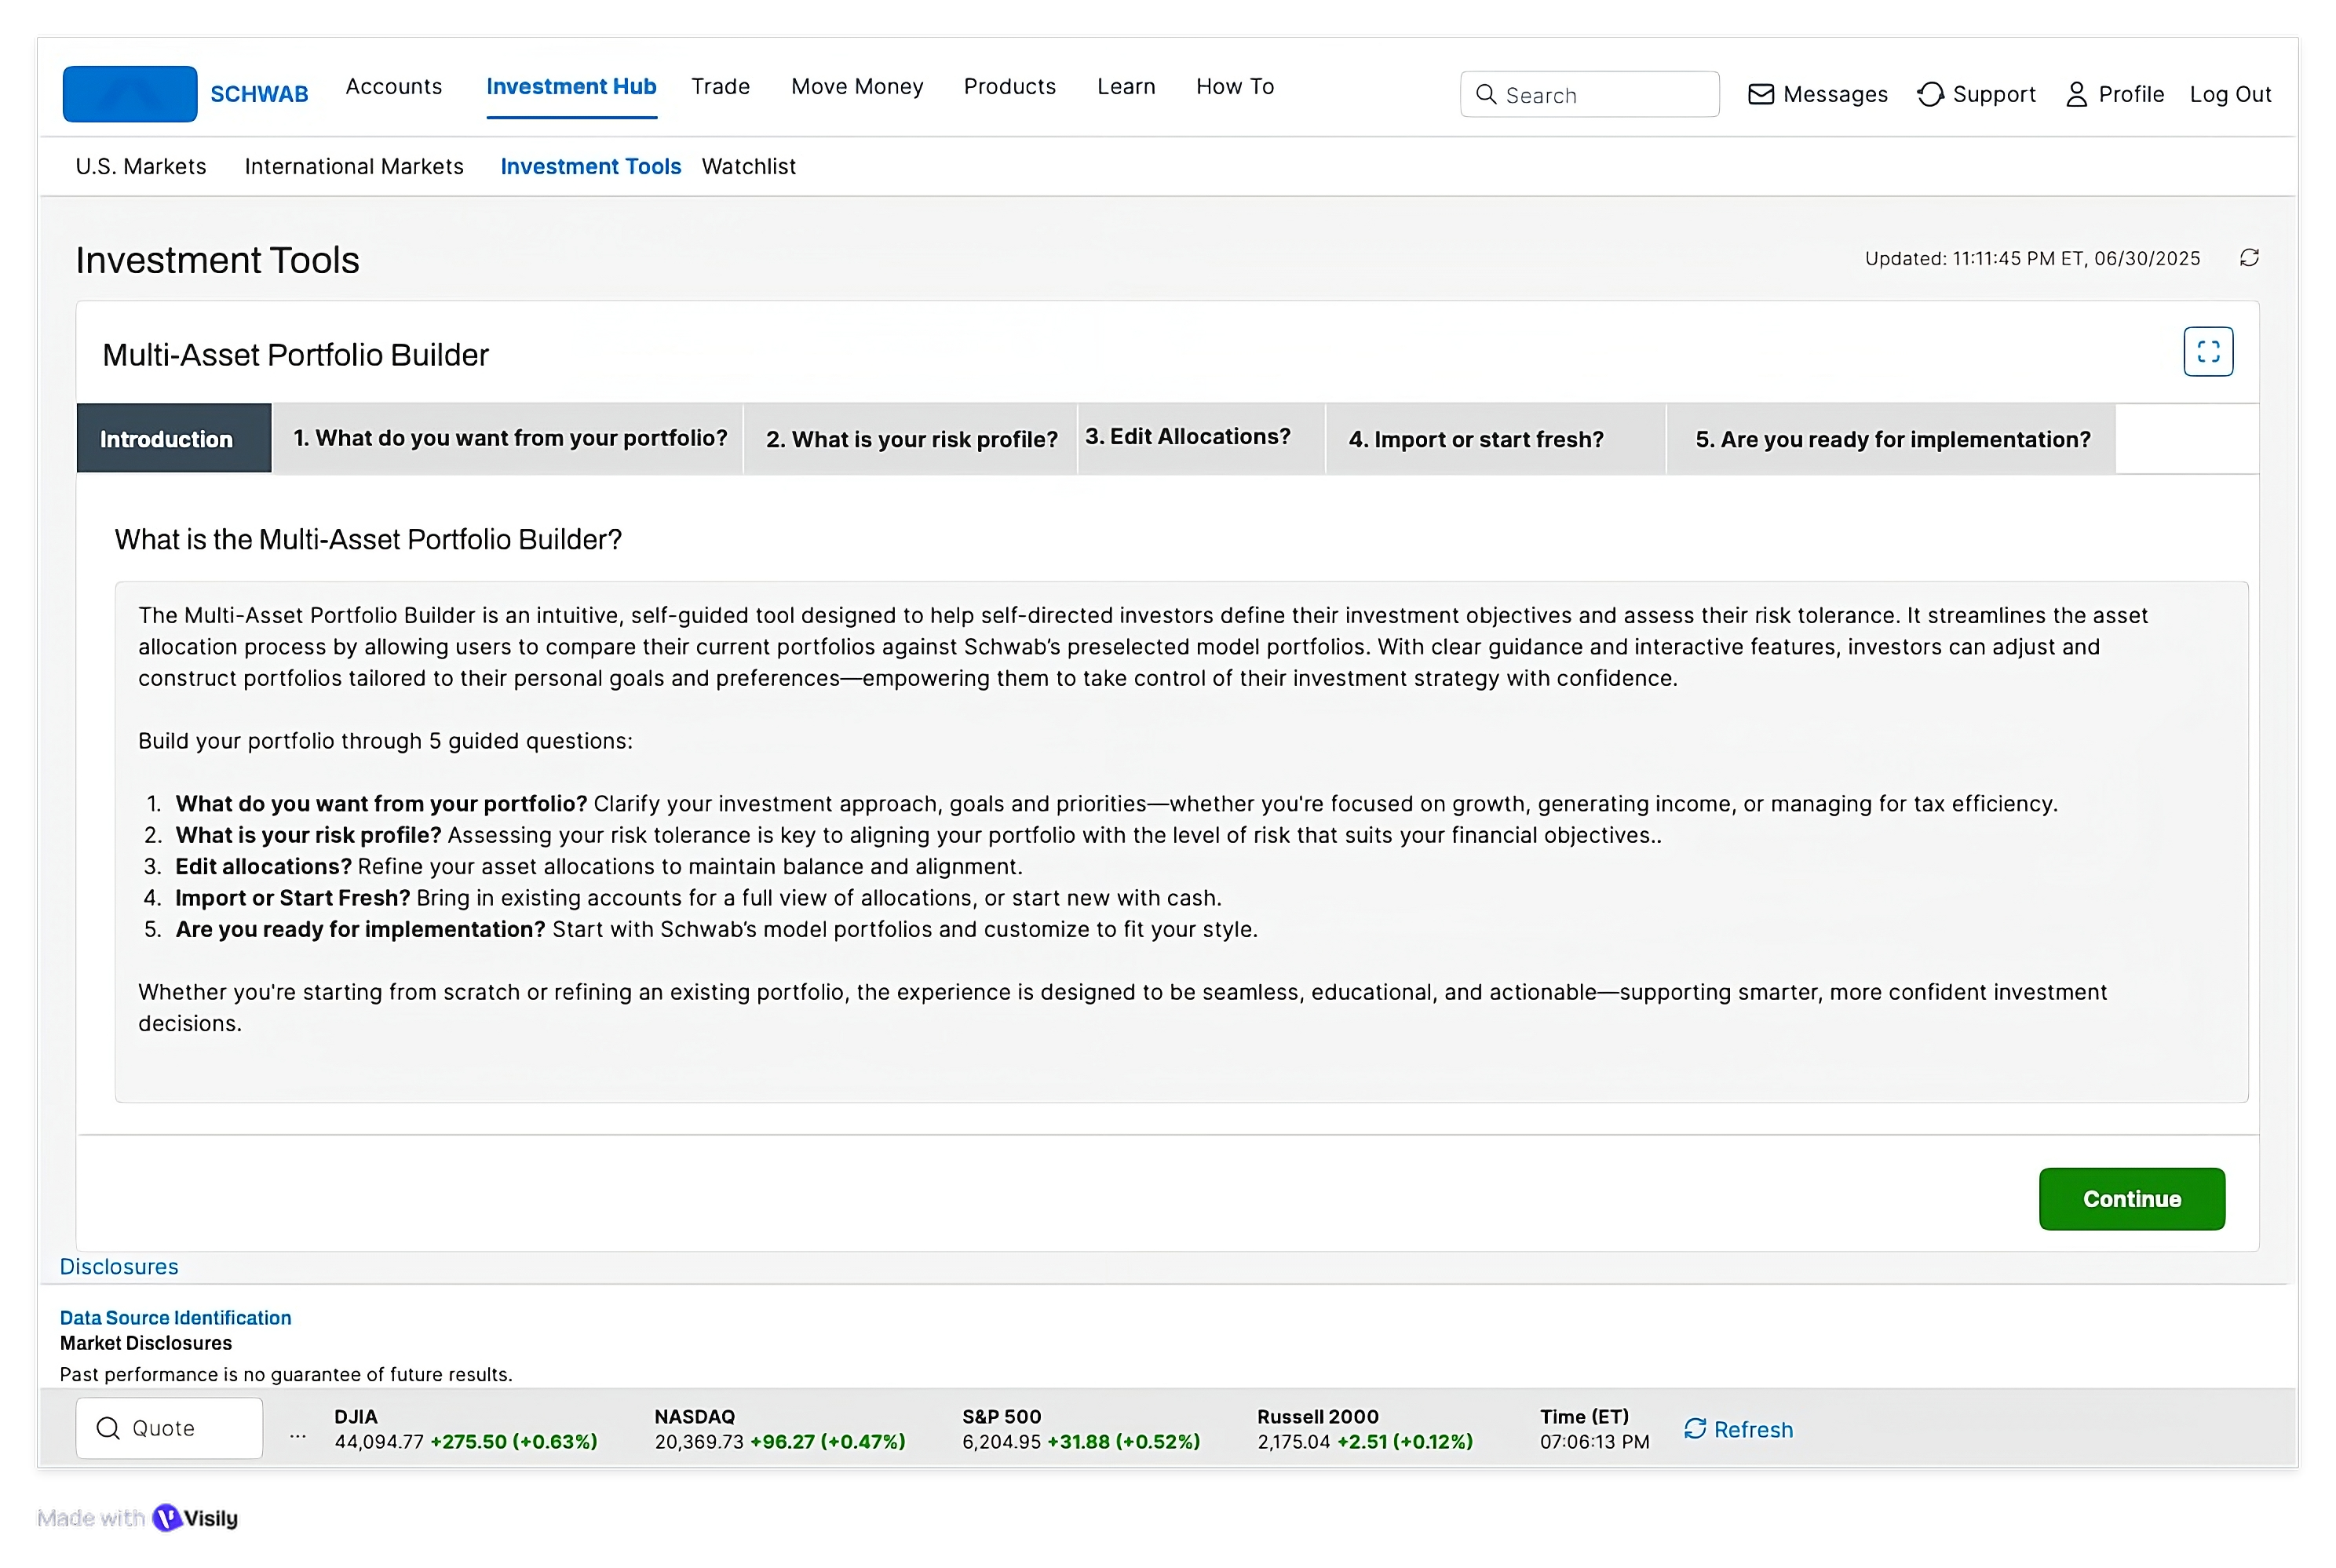 SCHWAB Accounts Investment Hub Trade Move Money Products Learn How To Search Messages Support Profile Log Out
U.S. Markets International Markets Investment Tools Watchlist
Investment Tools Updated: 11:11:45 PM ET, 06/30/2025
Multi-Asset Portfolio Builder
Introduction 1. What do you want from your portfolio? 2. What is your risk profile? 3. Edit Allocations? 4. Import or start fresh? 5. Are you ready for implementation?
What is the Multi-Asset Portfolio Builder?
The Multi-Asset Portfolio Builder is an intuitive, self-guided tool designed to help self-directed investors define their investment objectives and assess their risk tolerance. It streamlines the asset
allocation process by allowing users to compare their current portfolios against Schwab’s preselected model portfolios. With clear guidance and interactive features, investors can adjust and
construct portfolios tailored to their personal goals and preferences—empowering them to take control of their investment strategy with confidence.
Build your portfolio through 5 guided questions:
1. What do you want from your portfolio? Clarify your investment approach, goals and priorities—whether you're focused on growth, generating income, or managing for tax efficiency.
2. What is your risk profile? Assessing your risk tolerance is key to aligning your portfolio with the level of risk that suits your financial objectives..
3. Edit allocations? Refine your asset allocations to maintain balance and alignment.
4. Import or Start Fresh? Bring in existing accounts for a full view of allocations, or start new with cash.
5. Are you ready for implementation? Start with Schwab’s model portfolios and customize to fit your style.
Whether you're starting from scratch or refining an existing portfolio, the experience is designed to be seamless, educational, and actionable—supporting smarter, more confident investment
decisions.
Continue
Disclosures
Data Source Identification
Market Disclosures
Past performance is no guarantee of future results.
Quote ... DJIA NASDAQ S&P 500 Russell 2000 Time (ET) Refresh
44,094.77 +275.50 (+0.63%) 20,369.73 +96.27 (+0.47%) 6,204.95 +31.88 (+0.52%) 2,175.04 +2.51 (+0.12%) 07:06:13 PM
Made with Visily